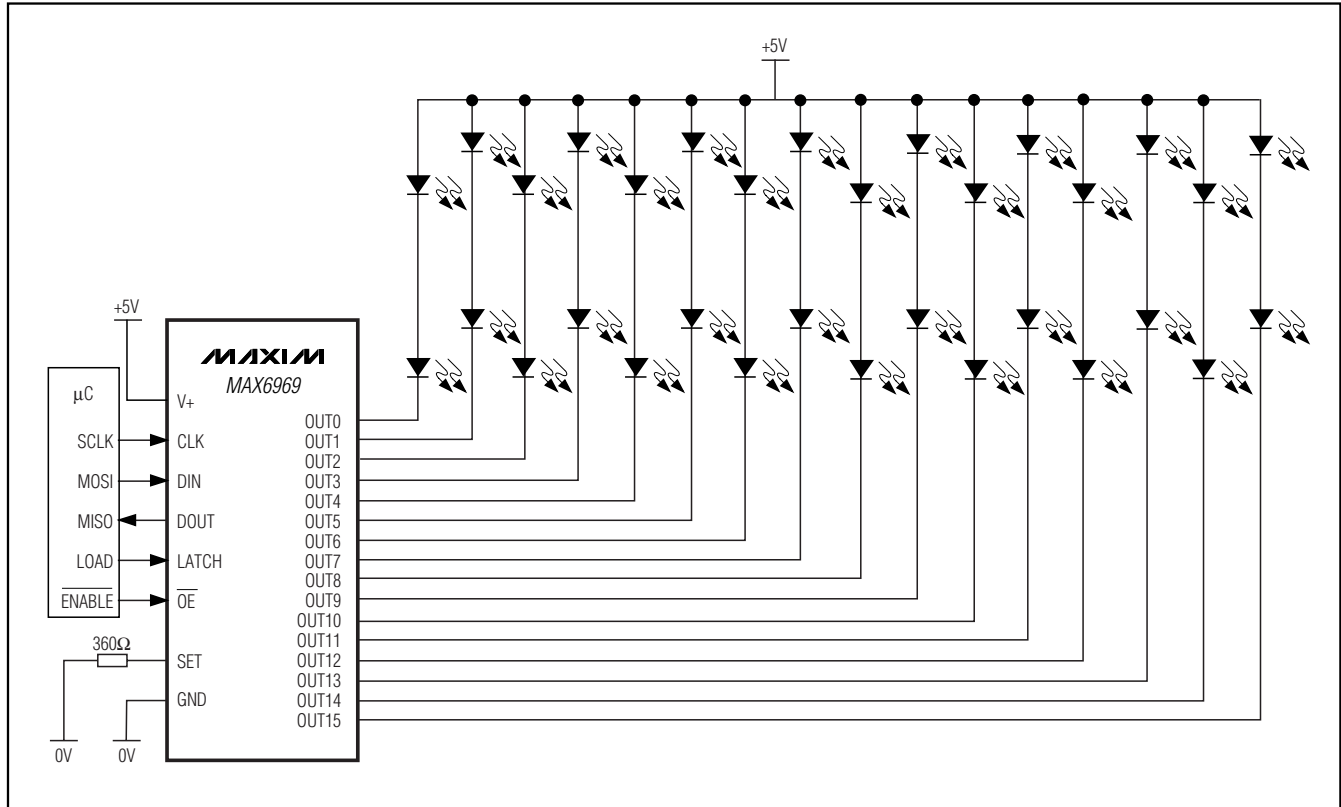 +5V
+5V
MAXIM
MAX6969
µC
V+
SCLK
CLK
MOSI
DIN
MISO
DOUT
LOAD
LATCH
ENABLE
OE
360Ω
SET
GND
0V
0V
OUT0
OUT1
OUT2
OUT3
OUT4
OUT5
OUT6
OUT7
OUT8
OUT9
OUT10
OUT11
OUT12
OUT13
OUT14
OUT15